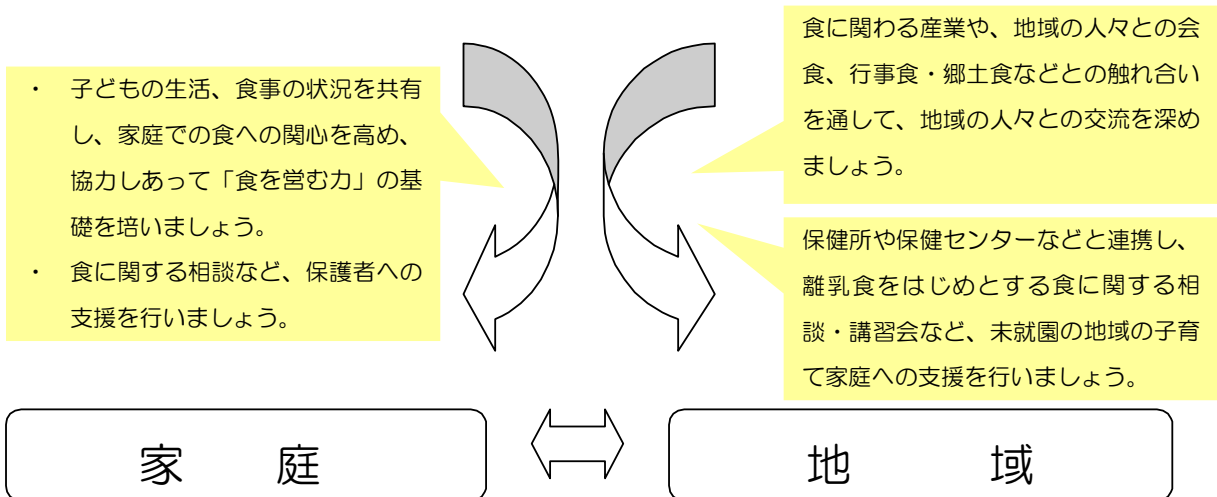 ・ 子どもの生活、食事の状況を共有
し、家庭での食への関心を高め、
協力しあって「食を営む力」の基
礎を培いましょう。
・ 食に関する相談など、保護者への
支援を行いましょう。
食に関わる産業や、地域の人々との会
食、行事食・郷土食などとの触れ合い
を通して、地域の人々との交流を深め
ましょう。
保健所や保健センターなどと連携し、
離乳食をはじめとする食に関する相
談・講習会など、未就園の地域の子育
て家庭への支援を行いましょう。
家 庭
地 域